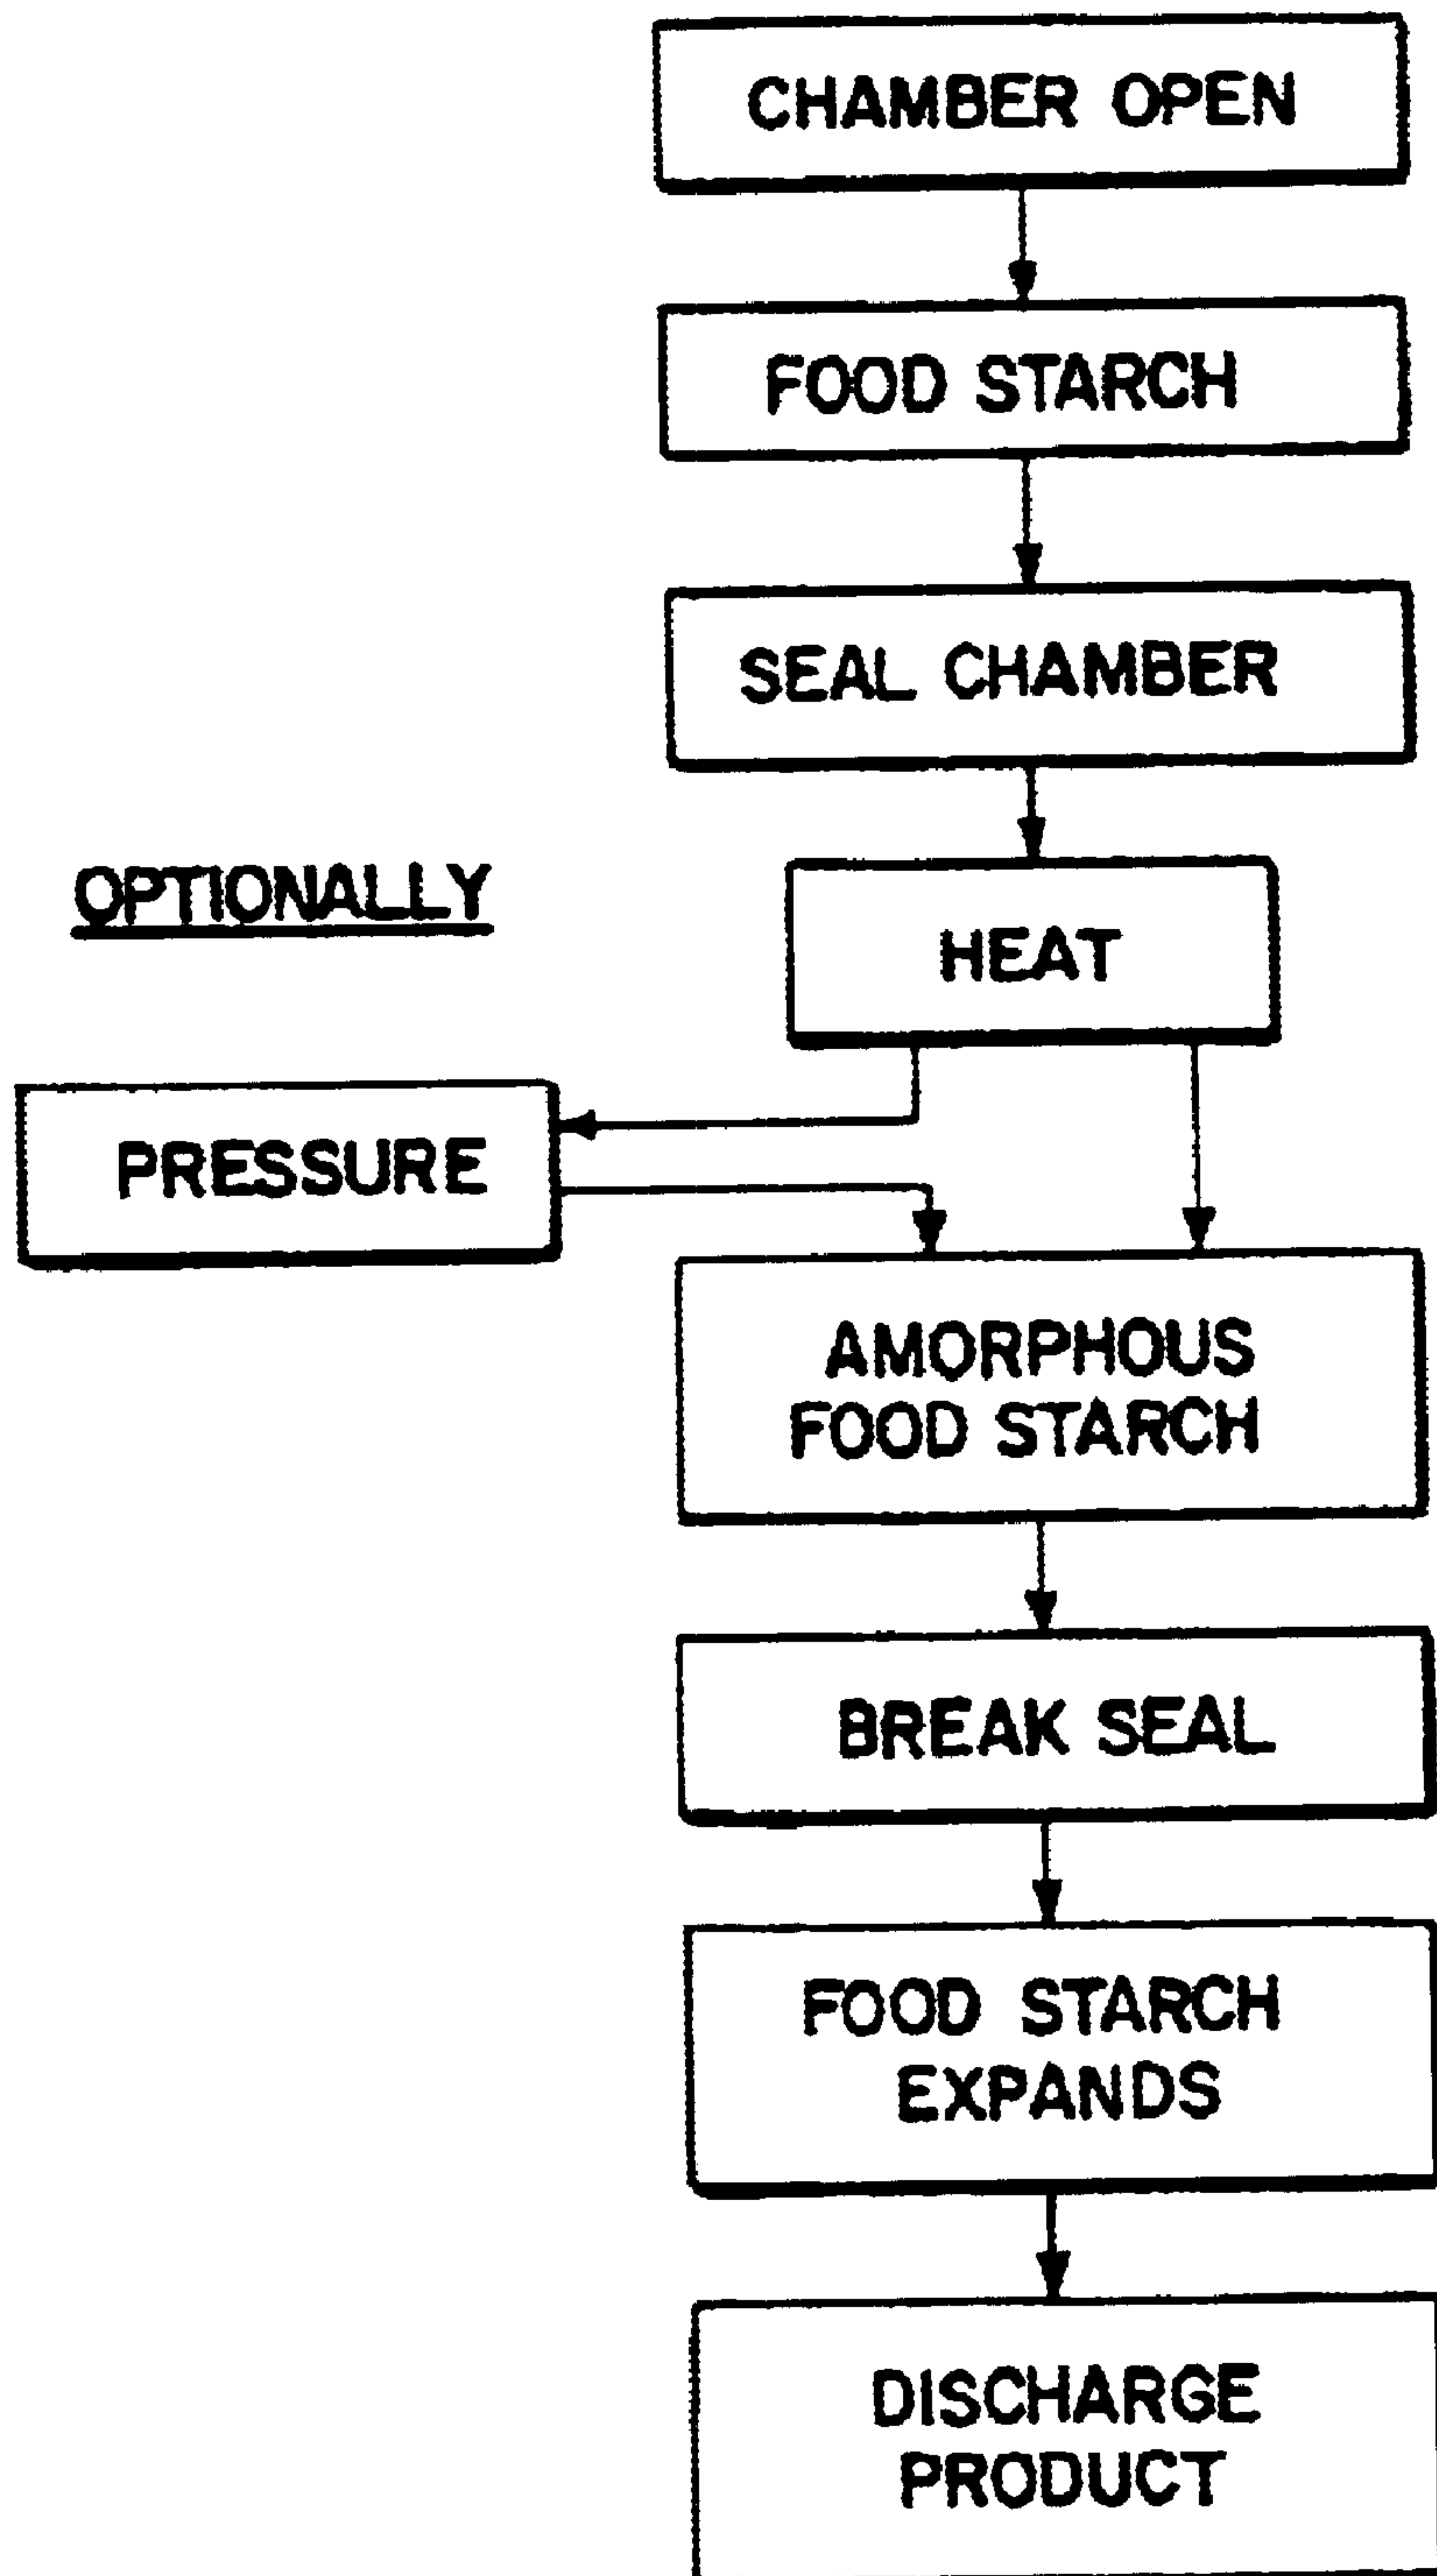 CHAMBER OPEN
FOOD STARCH
SEAL CHAMBER
OPTIONALLY
HEAT
PRESSURE
AMORPHOUS
FOOD STARCH
BREAK SEAL
FOOD STARCH
EXPANDS
DISCHARGE
PRODUCT